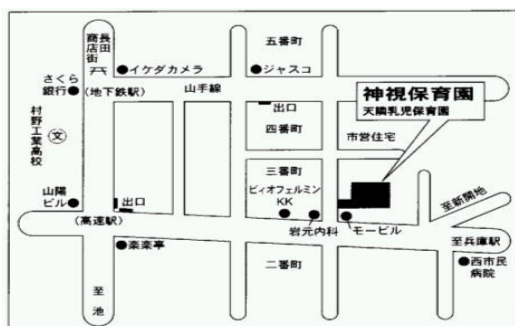 長田
商店街
五番町
イケダカメラ
ジャスコ
さくら
銀行
(地下鉄駅)
山手線
出口
神視保育園
天隣乳児保育園
四番町
市営住宅
村野工業高校
文
三番町
ビィオフェルミン
KK
山陽
ビル
出口
(高速駅)
岩元内科
モービル
至新開地
至兵庫駅
楽楽亭
二番町
西市民
病院
至池